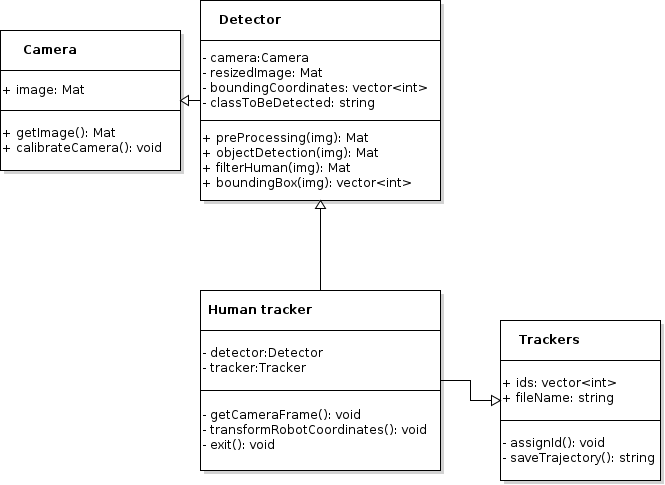 Camera
+ image: Mat
+ getImage(): Mat
+ calibrateCamera(): void
Detector
- camera:Camera
- resizedImage: Mat
- boundingCoordinates: vector<int>
- classToBeDetected: string
+ preProcessing(img): Mat
+ objectDetection(img): Mat
+ filterHuman(img): Mat
+ boundingBox(img): vector<int>
Human tracker
- detector:Detector
- tracker:Tracker
- getCameraFrame(): void
- transformRobotCoordinates(): void
- exit(): void
Trackers
+ ids: vector<int>
+ fileName: string
- assignId(): void
- saveTrajectory(): string